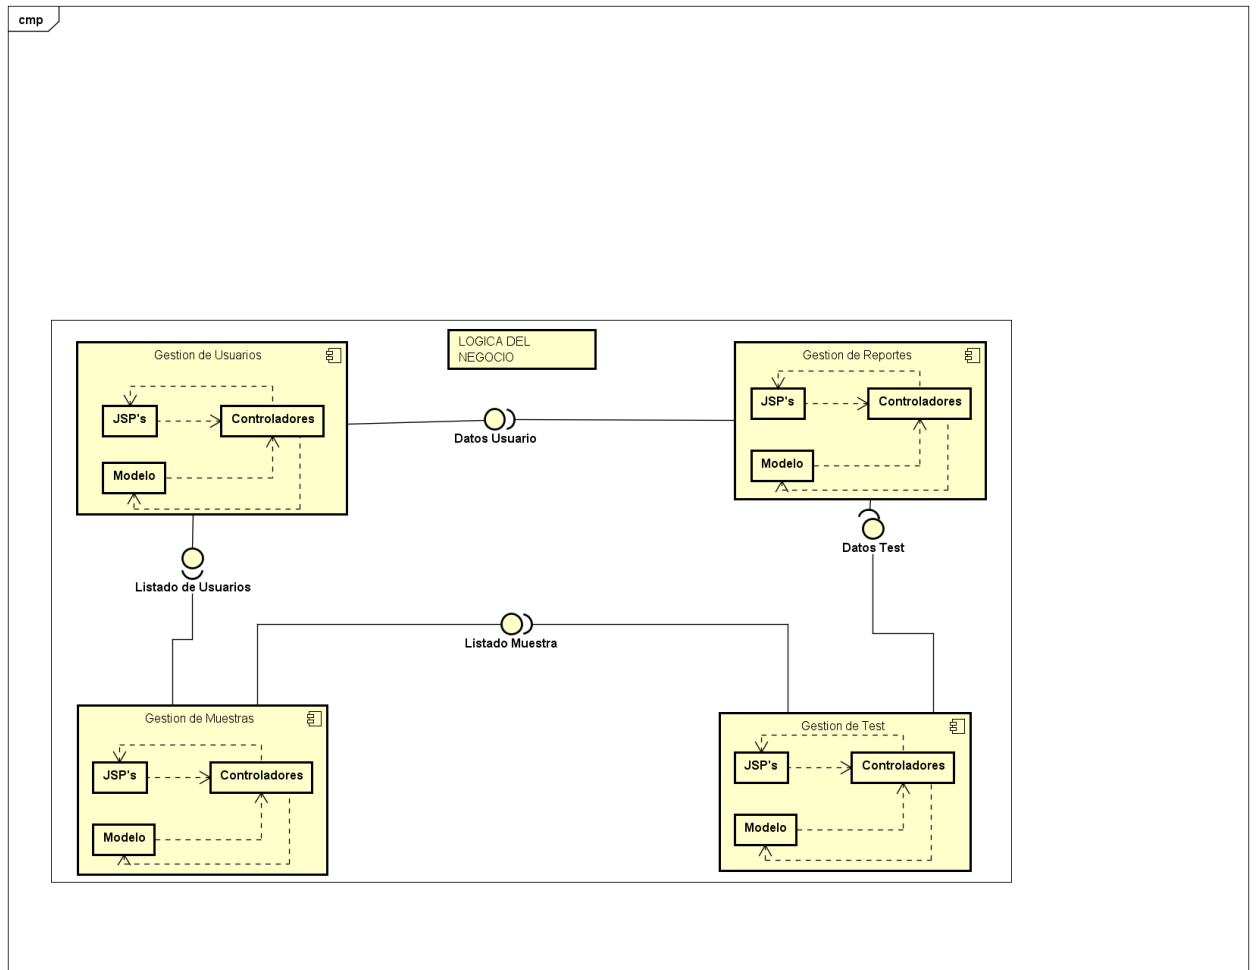 cmp
LOGICA DEL
NEGOCIO
Gestion de Usuarios
JSP's
Controladores
Modelo
Datos Usuario
Gestion de Reportes
JSP's
Controladores
Modelo
Listado de Usuarios
Datos Test
Listado Muestra
Gestion de Muestras
JSP's
Controladores
Modelo
Gestion de Test
JSP's
Controladores
Modelo